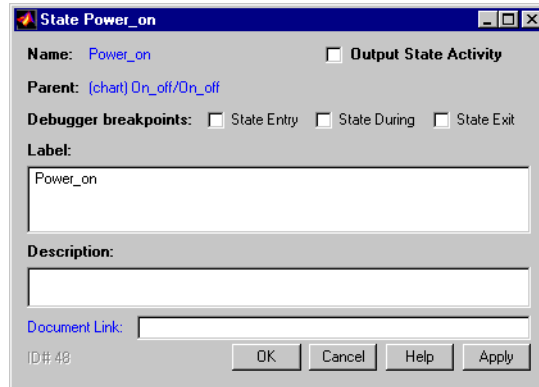 State Power_on
Name: Power_on Output State Activity
Parent: (chart) On_off/On_off
Debugger breakpoints: State Entry State During State Exit
Label:
Power_on
Description:
Document Link:
ID# 48 OK Cancel Help Apply